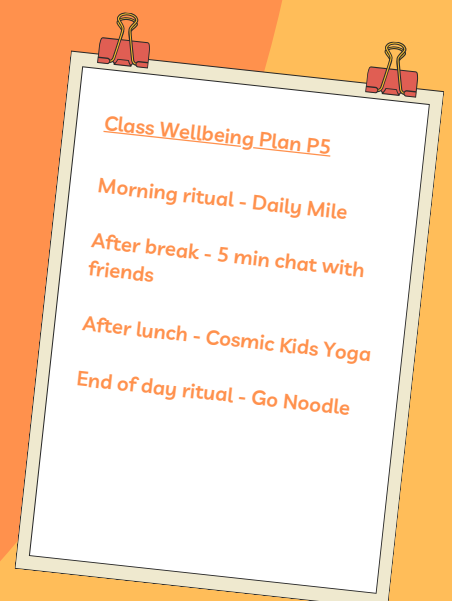 Class Wellbeing Plan P5
Morning ritual - Daily Mile
After break - 5 min chat with
friends
After lunch - Cosmic Kids Yoga
End of day ritual - Go Noodle